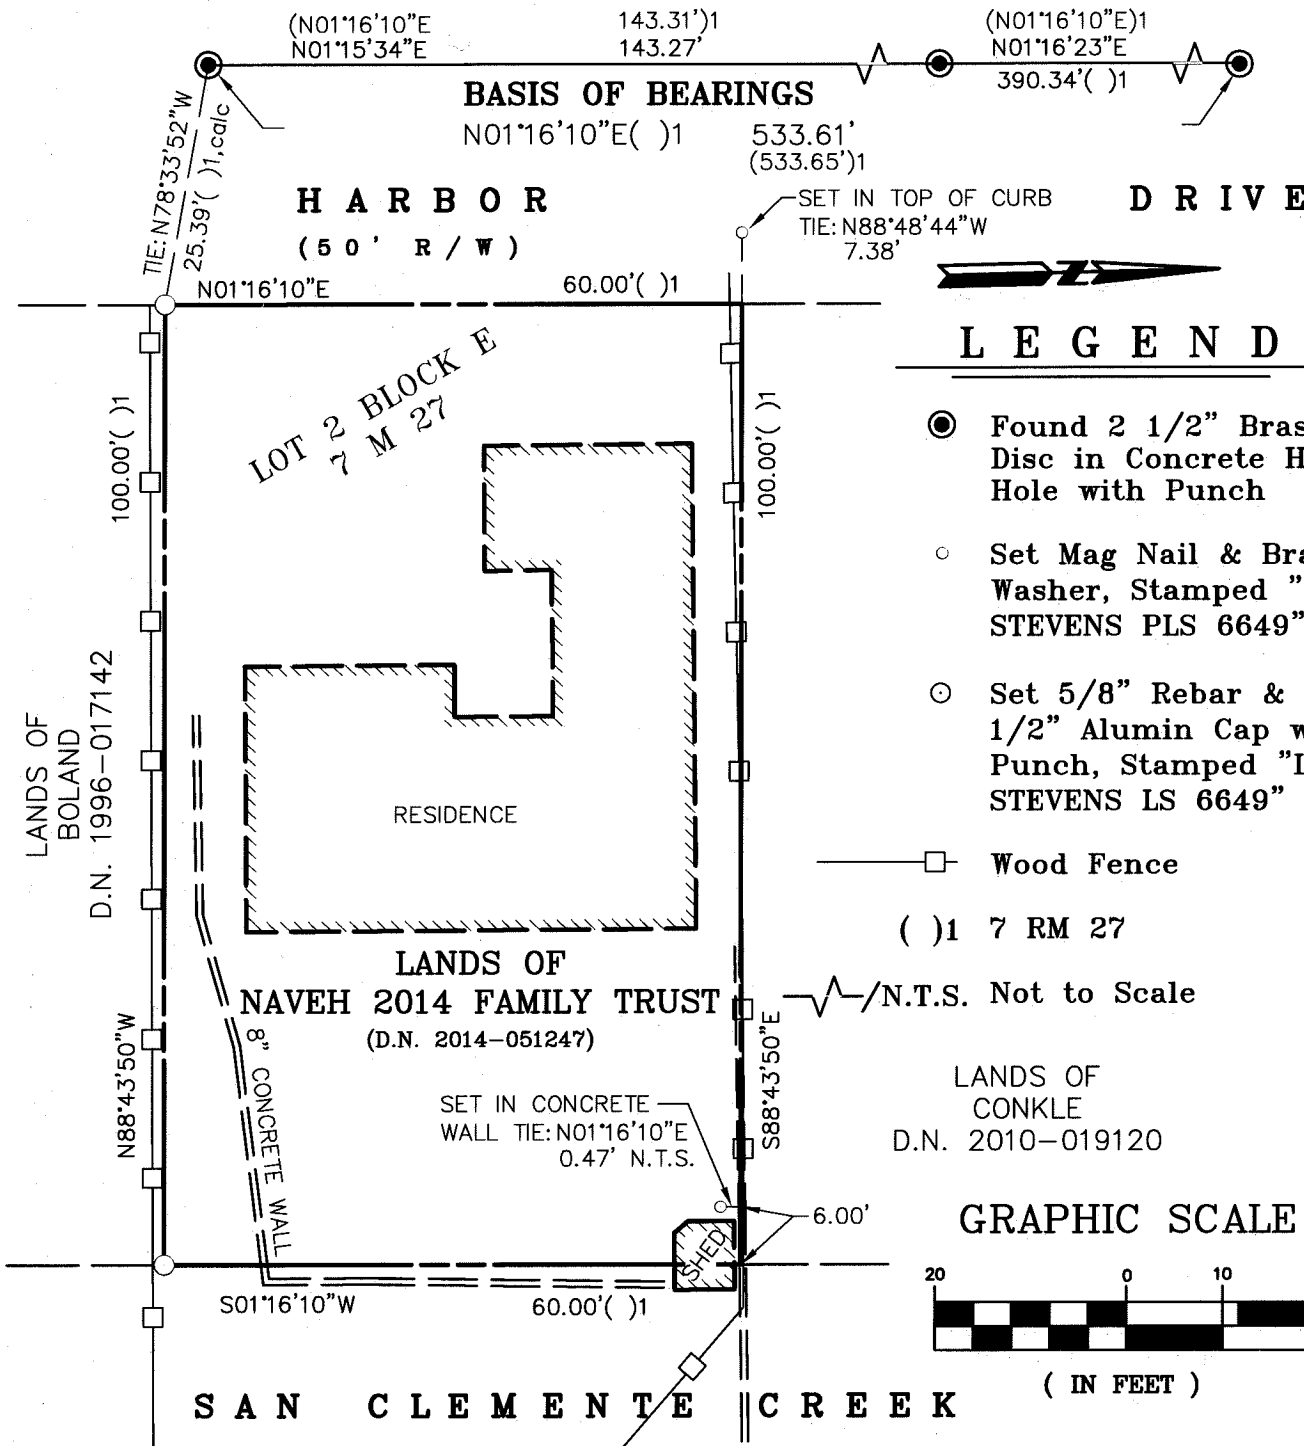 (N01°16'10"E 143.31')1
N01°15'34"E 143.27'
(N01°16'10"E)1
N01°16'23"E
390.34'( )1
BASIS OF BEARINGS
N01°16'10"E( )1 533.61'
(533.65')1
TIE: N78°33'52"W
25.39'( )1,calc
HARBOR DRIVE
(50' R/W)
SET IN TOP OF CURB
TIE: N88°48'44"W
7.38'
N01°16'10"E 60.00'( )1
Z
LEGEND
LOT 2 BLOCK E
7 M 27
100.00'( )1
100.00'( )1
Found 2 1/2"
Disc in Concrete
Hole with Punch
Set Mag Nail &
Washer, Stamped "
STEVENS PLS 6649"
Set 5/8" Rebar &
1/2" Alumin Cap
Punch, Stamped
STEVENS LS 6649"
Wood Fence
( )1 7 RM 27
/N.T.S. Not to Scale
LANDS OF
BOLAND
D.N. 1996-017142
RESIDENCE
LANDS OF
NAVEH 2014 FAMILY TRUST
(D.N. 2014-051247)
N88°43'50"W
8" CONCRETE WALL
S88°43'50"E
SET IN CONCRETE
WALL TIE: N01°16'10"E
0.47' N.T.S.
LANDS OF
CONKLE
D.N. 2010-019120
6.00'
SHED
S01°16'10"W 60.00'( )1
GRAPHIC SCALE
20 0 10
( IN FEET )
SAN CLEMENTE CREEK